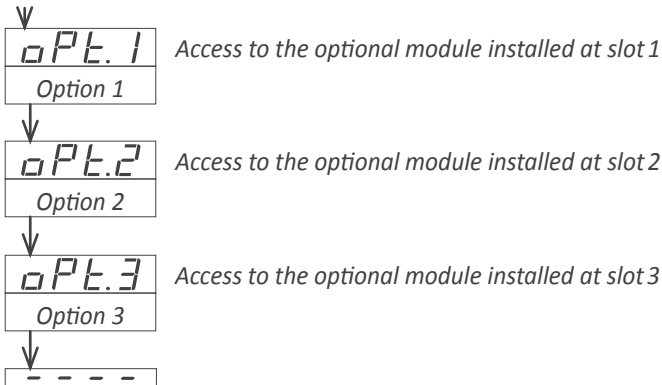 oPt.1 Access to the optional module installed at slot 1
Option 1
oPt.2 Access to the optional module installed at slot 2
Option 2
oPt.3 Access to the optional module installed at slot 3
Option 3
- - - -